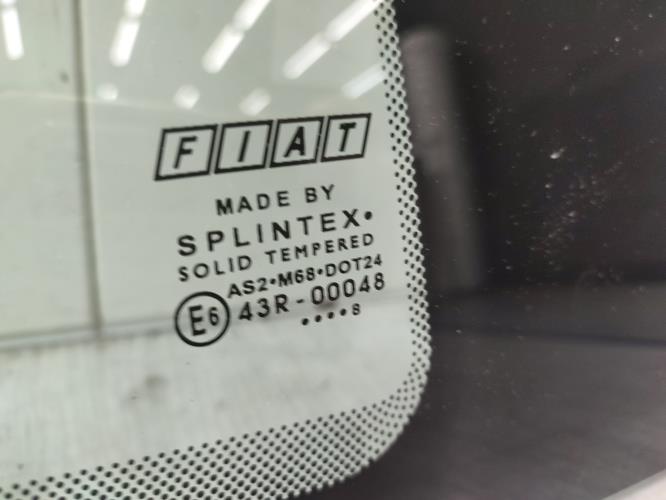 FIAT
MADE BY
SPLINTEX•
SOLID TEMPERED
AS2•M68•DOT24
E6 43R-00048
••••8